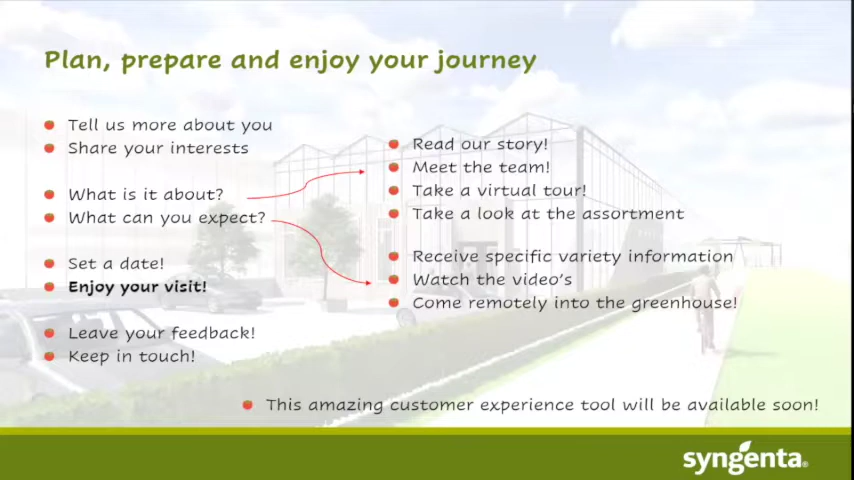 Plan, prepare and enjoy your journey
Tell us more about you
Share your interests
What is it about?
What can you expect?
Set a date!
Enjoy your visit!
Leave your feedback!
Keep in touch!
Read our story!
Meet the team!
Take a virtual tour!
Take a look at the assortment
Receive specific variety information
Watch the video's
Come remotely into the greenhouse!
This amazing customer experience tool will be available soon!
syngenta®